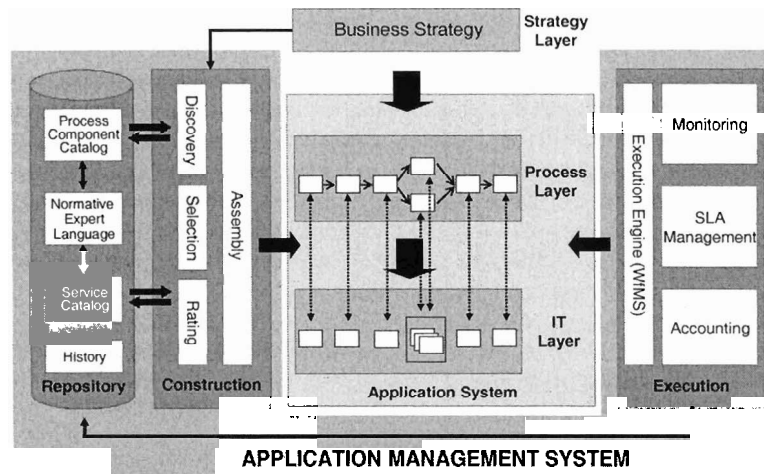 Business Strategy
Strategy
Layer
Process
Component
Catalog
Normative
Expert
Language
Service
Catalog
History
Repository
Discovery
Selection
Rating
Assembly
Construction
Process
Layer
IT
Layer
Application System
Execution Engine (WfMS)
Monitoring
SLA
Management
Accounting
Execution
APPLICATION MANAGEMENT SYSTEM